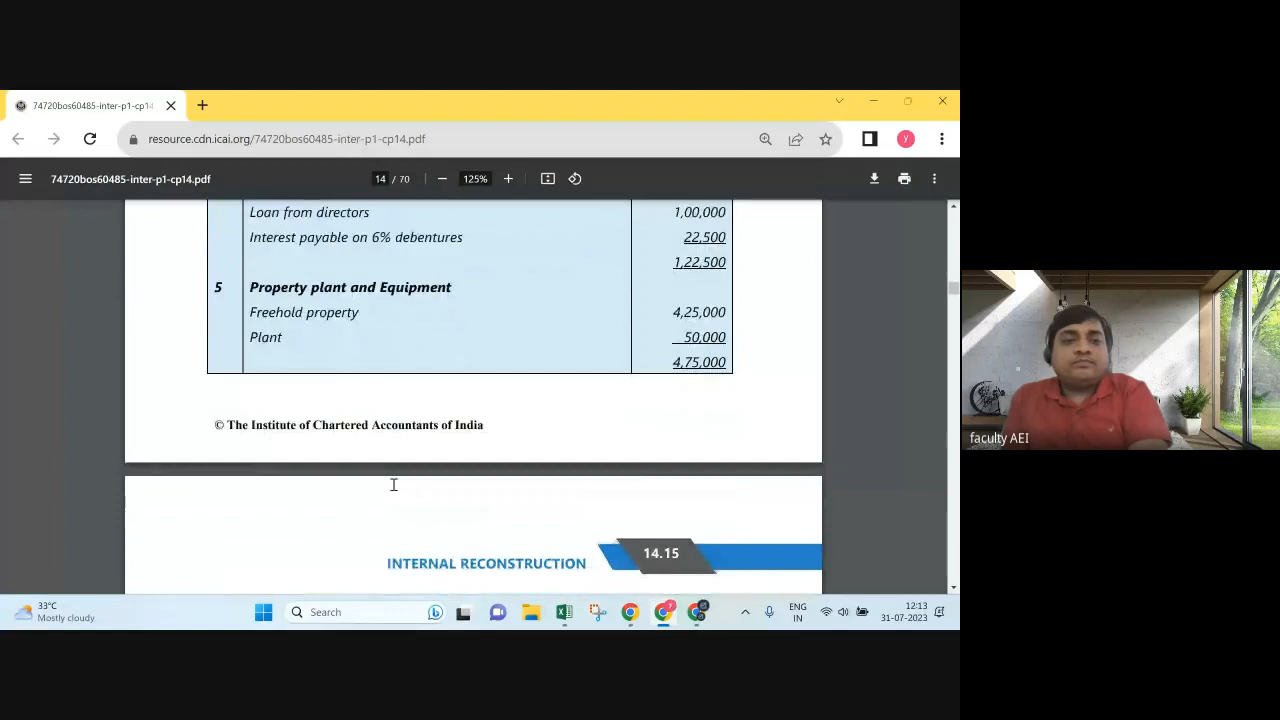 74720bos60485-inter-p1-cp14
resource.cdn.icai.org/74720bos60485-inter-p1-cp14.pdf
y
74720bos60485-inter-p1-cp14.pdf
14 / 70
125%
Loan from directors 1,00,000
Interest payable on 6% debentures 22,500
1,22,500
5 Property plant and Equipment
Freehold property 4,25,000
Plant 50,000
4,75,000
© The Institute of Chartered Accountants of India
INTERNAL RECONSTRUCTION 14.15
faculty AEI
33°C
Mostly cloudy
Search
ENG
IN
12:13
31-07-2023